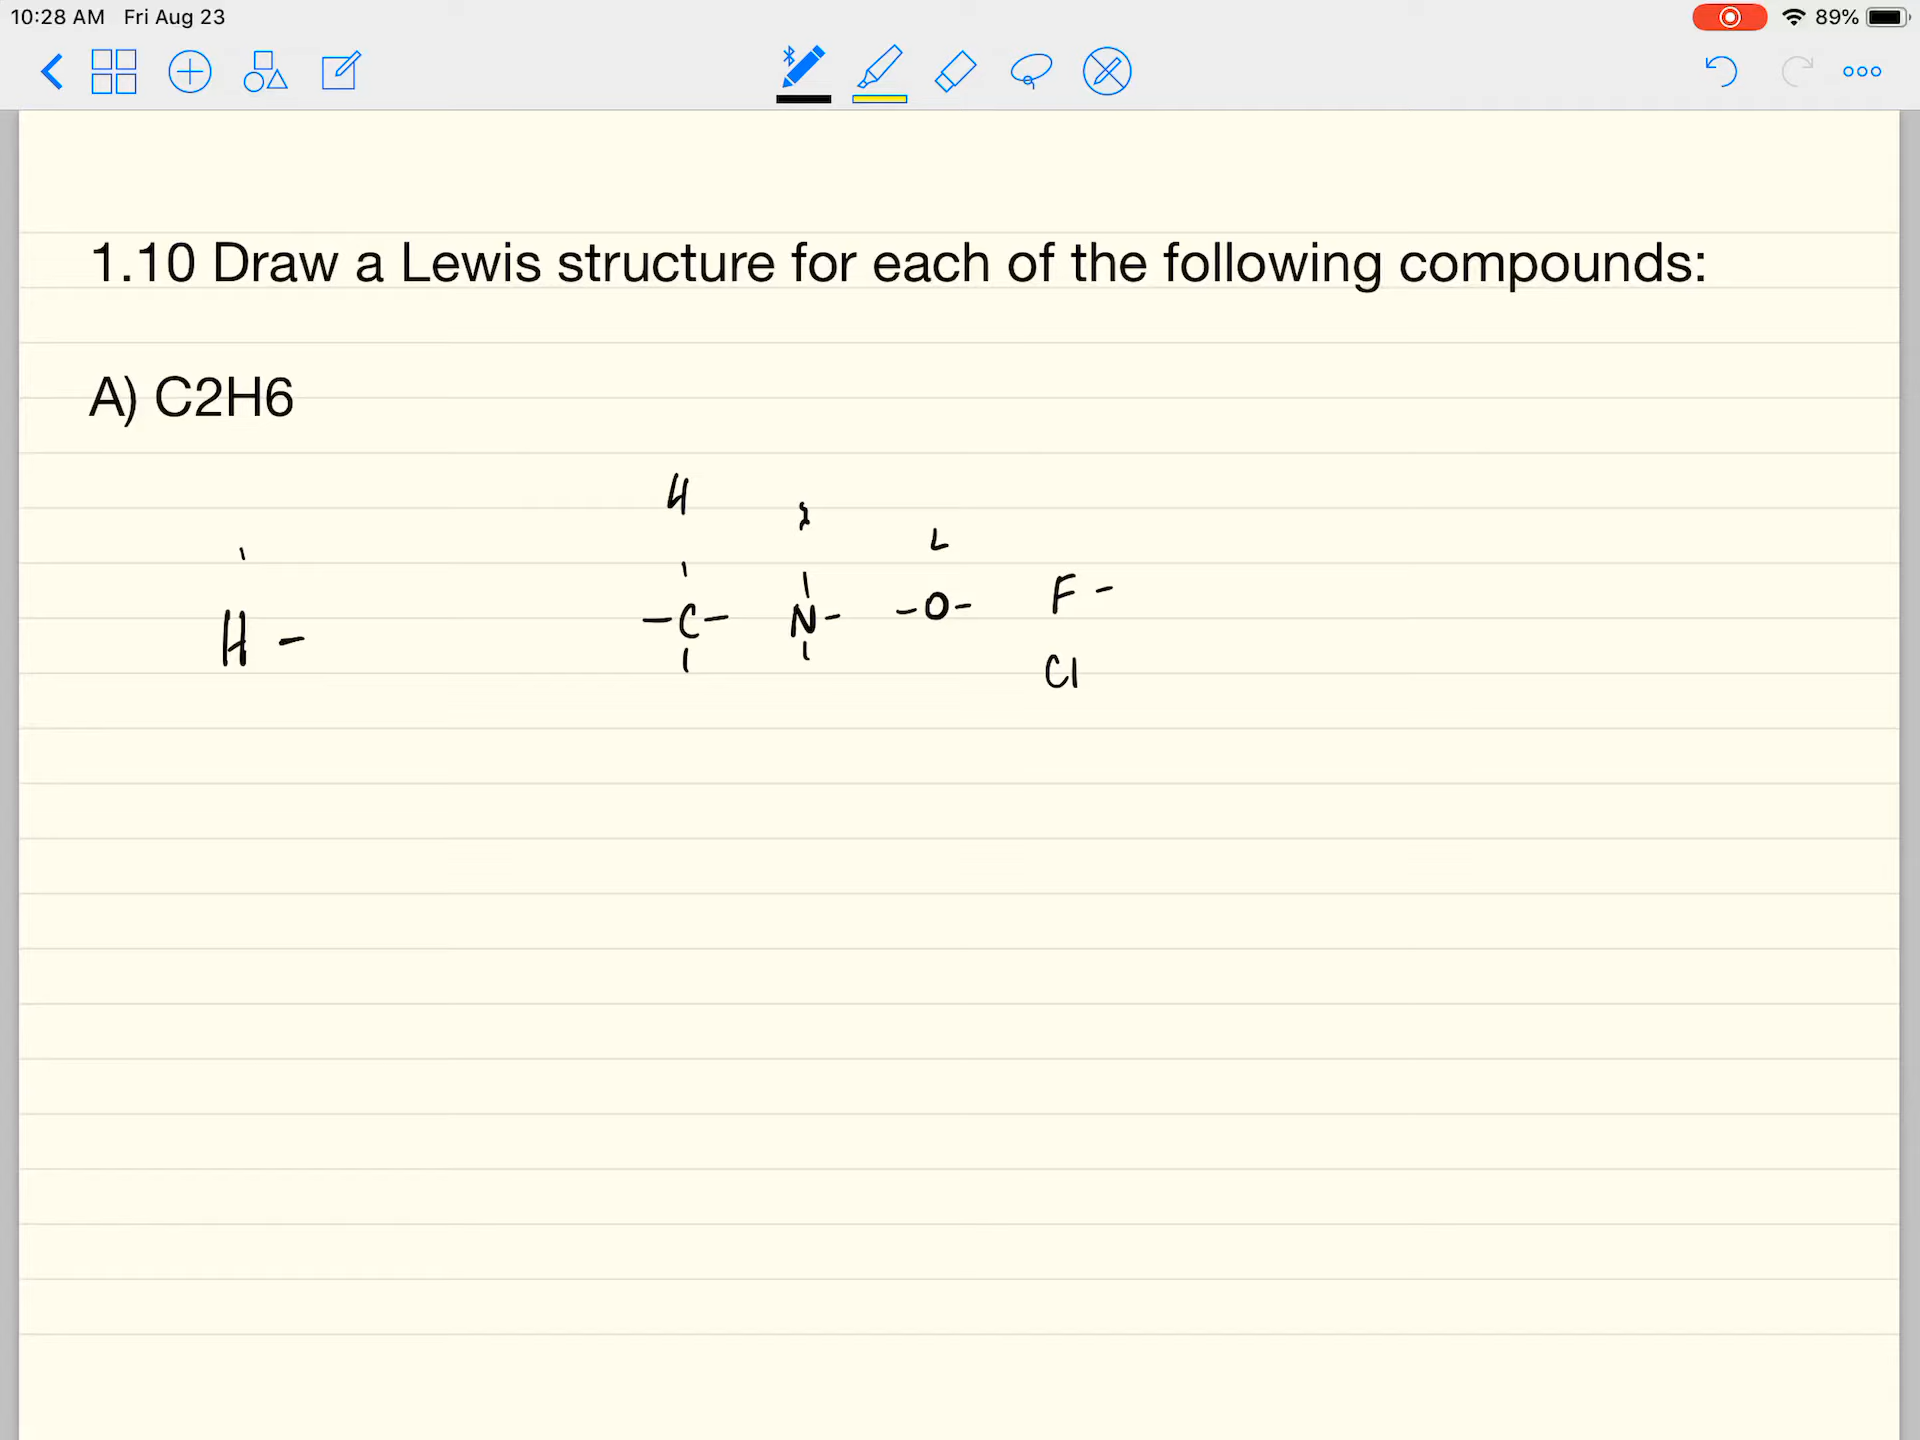 10:28 AM Fri Aug 23 89%
1.10 Draw a Lewis structure for each of the following compounds:
A) C2H6
4
H - - C - N - - O - F -
Cl